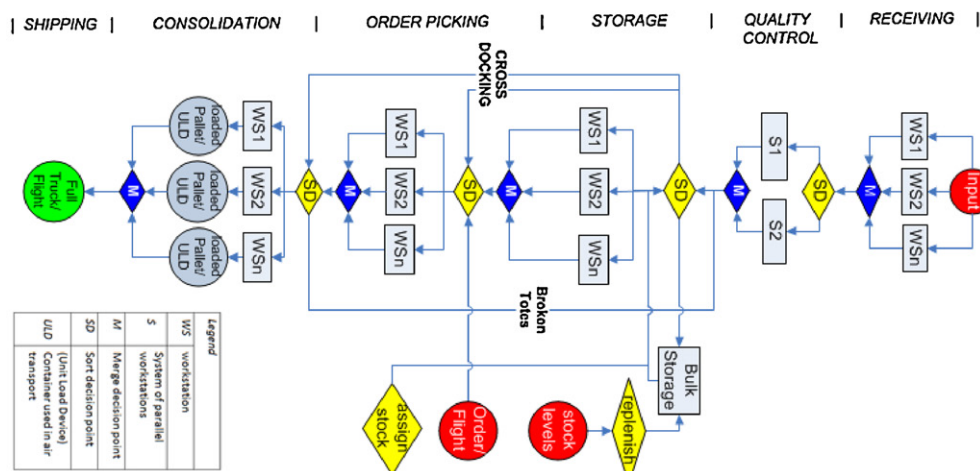 | SHIPPING | CONSOLIDATION | ORDER PICKING | STORAGE | QUALITY CONTROL | RECEIVING |
CROSS
DOCKING
Input
WS1
WS2
WSn
M
SD
S1
S2
M
SD
WS1
WS2
WSn
M
SD
WS1
WS2
WSn
M
SD
WS1
WS2
WSn
loaded
Pallet/
ULD
loaded
Pallet/
ULD
loaded
Pallet/
ULD
M
Full
Truck/
Flight
Brokon
Totcs
Bulk
Storage
replenish
stock
levels
Order/
Flight
assign
stock
Legend
WS workstation
S System of parallel
workstations
M Merge decision point
SD Sort decision point
ULD (Unit Load Device)
Container used in air
transport